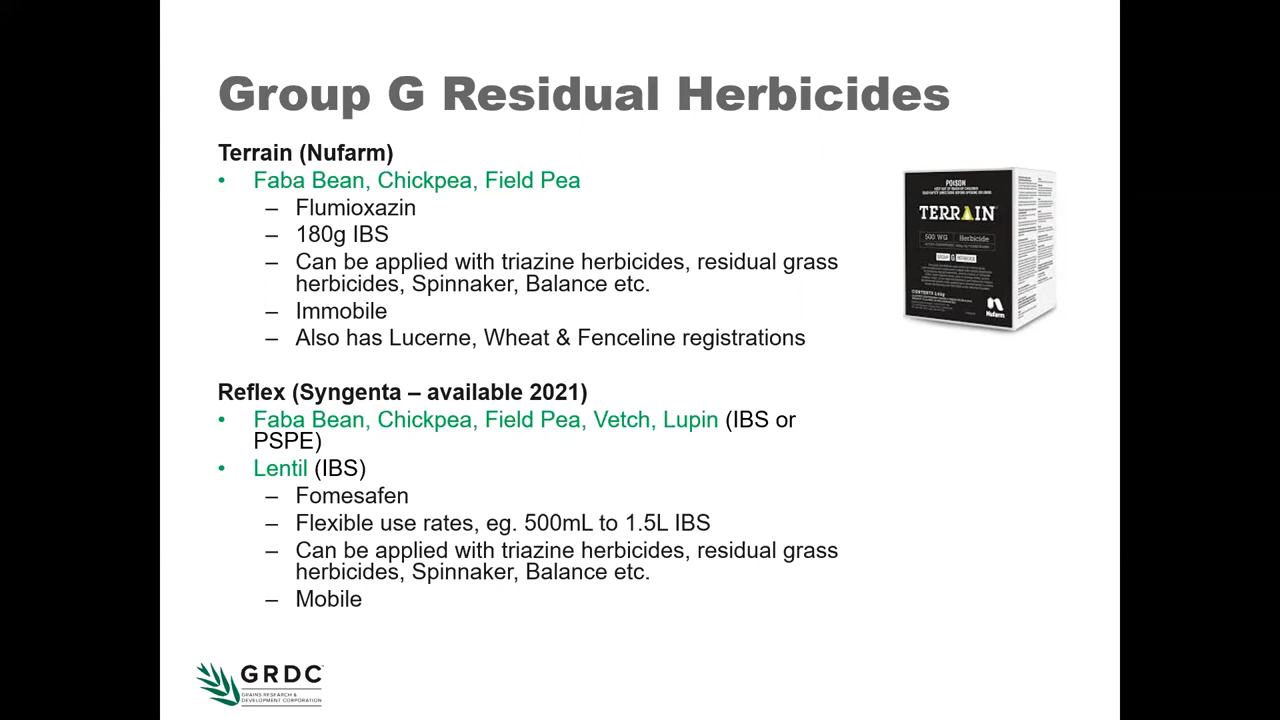 Group G Residual Herbicides
Terrain (Nufarm)
• Faba Bean, Chickpea, Field Pea
– Flumioxazin
– 180g IBS
– Can be applied with triazine herbicides, residual grass
herbicides, Spinnaker, Balance etc.
– Immobile
– Also has Lucerne, Wheat & Fenceline registrations
POISON
TERRAIN
500 WG Herbicide
Nufarm
Reflex (Syngenta – available 2021)
• Faba Bean, Chickpea, Field Pea, Vetch, Lupin (IBS or
PSPE)
• Lentil (IBS)
– Fomesafen
– Flexible use rates, eg. 500mL to 1.5L IBS
– Can be applied with triazine herbicides, residual grass
herbicides, Spinnaker, Balance etc.
– Mobile
GRDC
GRAINS RESEARCH &
DEVELOPMENT CORPORATION